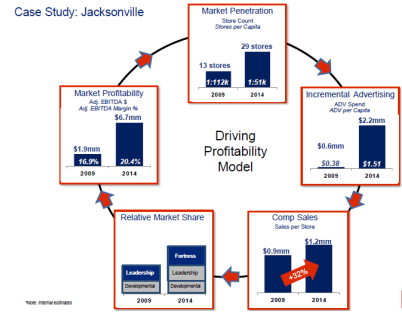 Case Study: Jacksonville
Market Penetration
Store Count
Stores per Capita
29 stores
13 stores
1:112k
1:51k
2009
2014
Incremental Advertising
ADV Spend
ADV per Capita
$2.2mm
$0.6mm
$0.38
$1.51
2009
2014
Comp Sales
Sales per Store
$1.2mm
$0.9mm
+32%
2009
2014
Relative Market Share
Fortress
Leadership
Leadership
Developmental
Developmental
2009
2014
Market Profitability
Adj. EBITDA $
Adj. EBITDA Margin %
$6.7mm
$1.9mm
16.9%
20.4%
2009
2014
Driving
Profitability
Model
*Note: Internal estimates